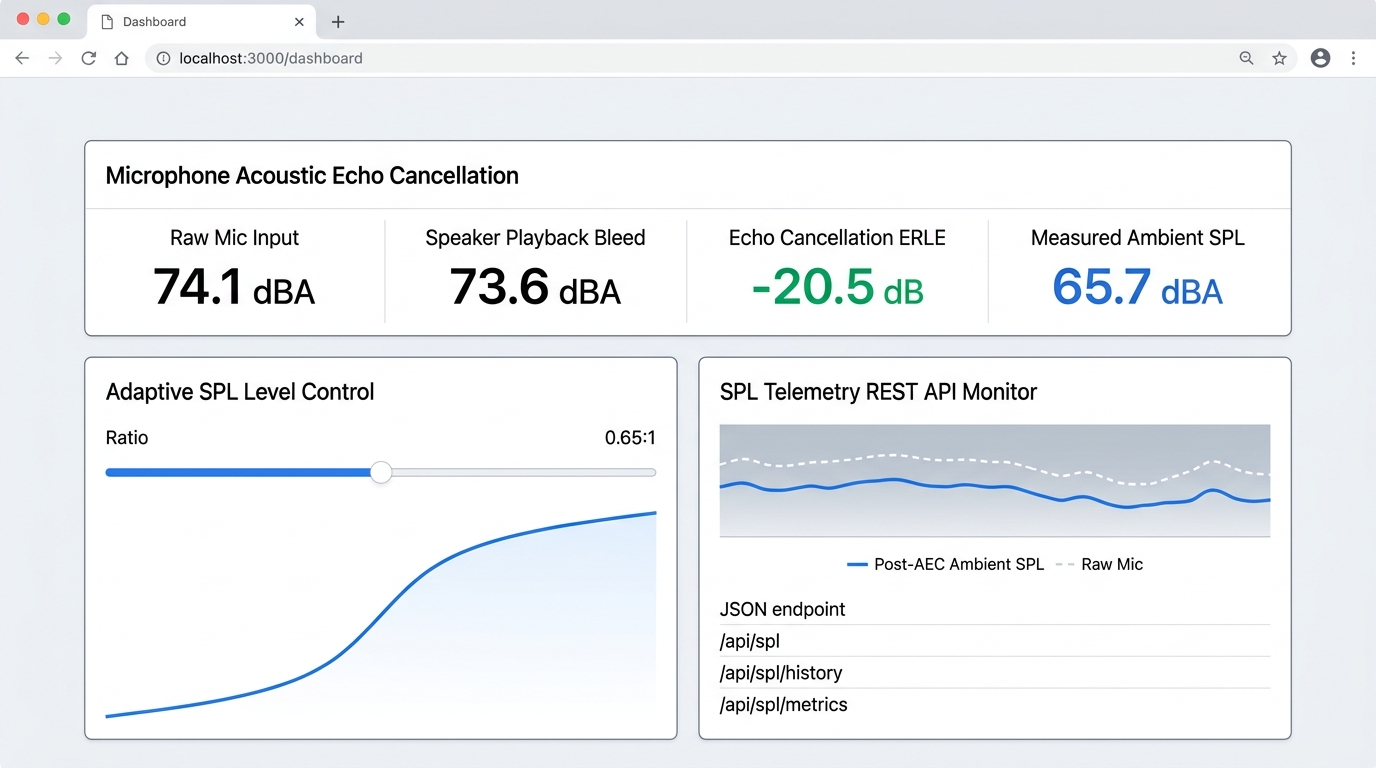 Dashboard
localhost:3000/dashboard
Microphone Acoustic Echo Cancellation
Raw Mic Input
74.1 dBA
Speaker Playback Bleed
73.6 dBA
Echo Cancellation ERLE
-20.5 dB
Measured Ambient SPL
65.7 dBA
Adaptive SPL Level Control
Ratio
0.65:1
SPL Telemetry REST API Monitor
Post-AEC Ambient SPL
Raw Mic
JSON endpoint
/api/spl
/api/spl/history
/api/spl/metrics